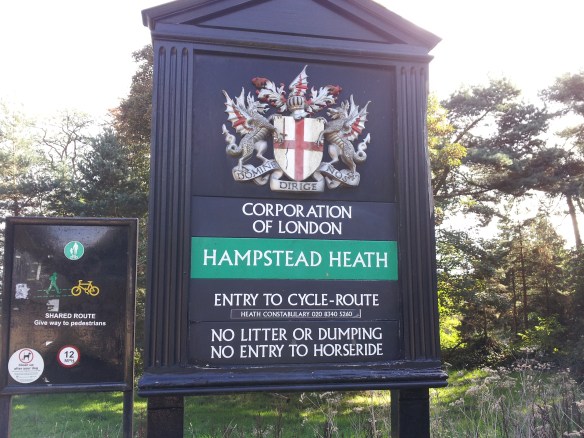 DOMINE DIRIGE NOS
CORPORATION
OF LONDON
HAMPSTEAD HEATH
ENTRY TO CYCLE-ROUTE
HEATH CONSTABULARY 020 8340 5260
NO LITTER OR DUMPING
NO ENTRY TO HORSERIDE
SHARED ROUTE
Give way to pedestrians
12
MPH